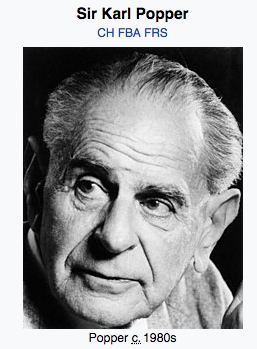 Sir Karl Popper
CH FBA FRS
Popper c. 1980s